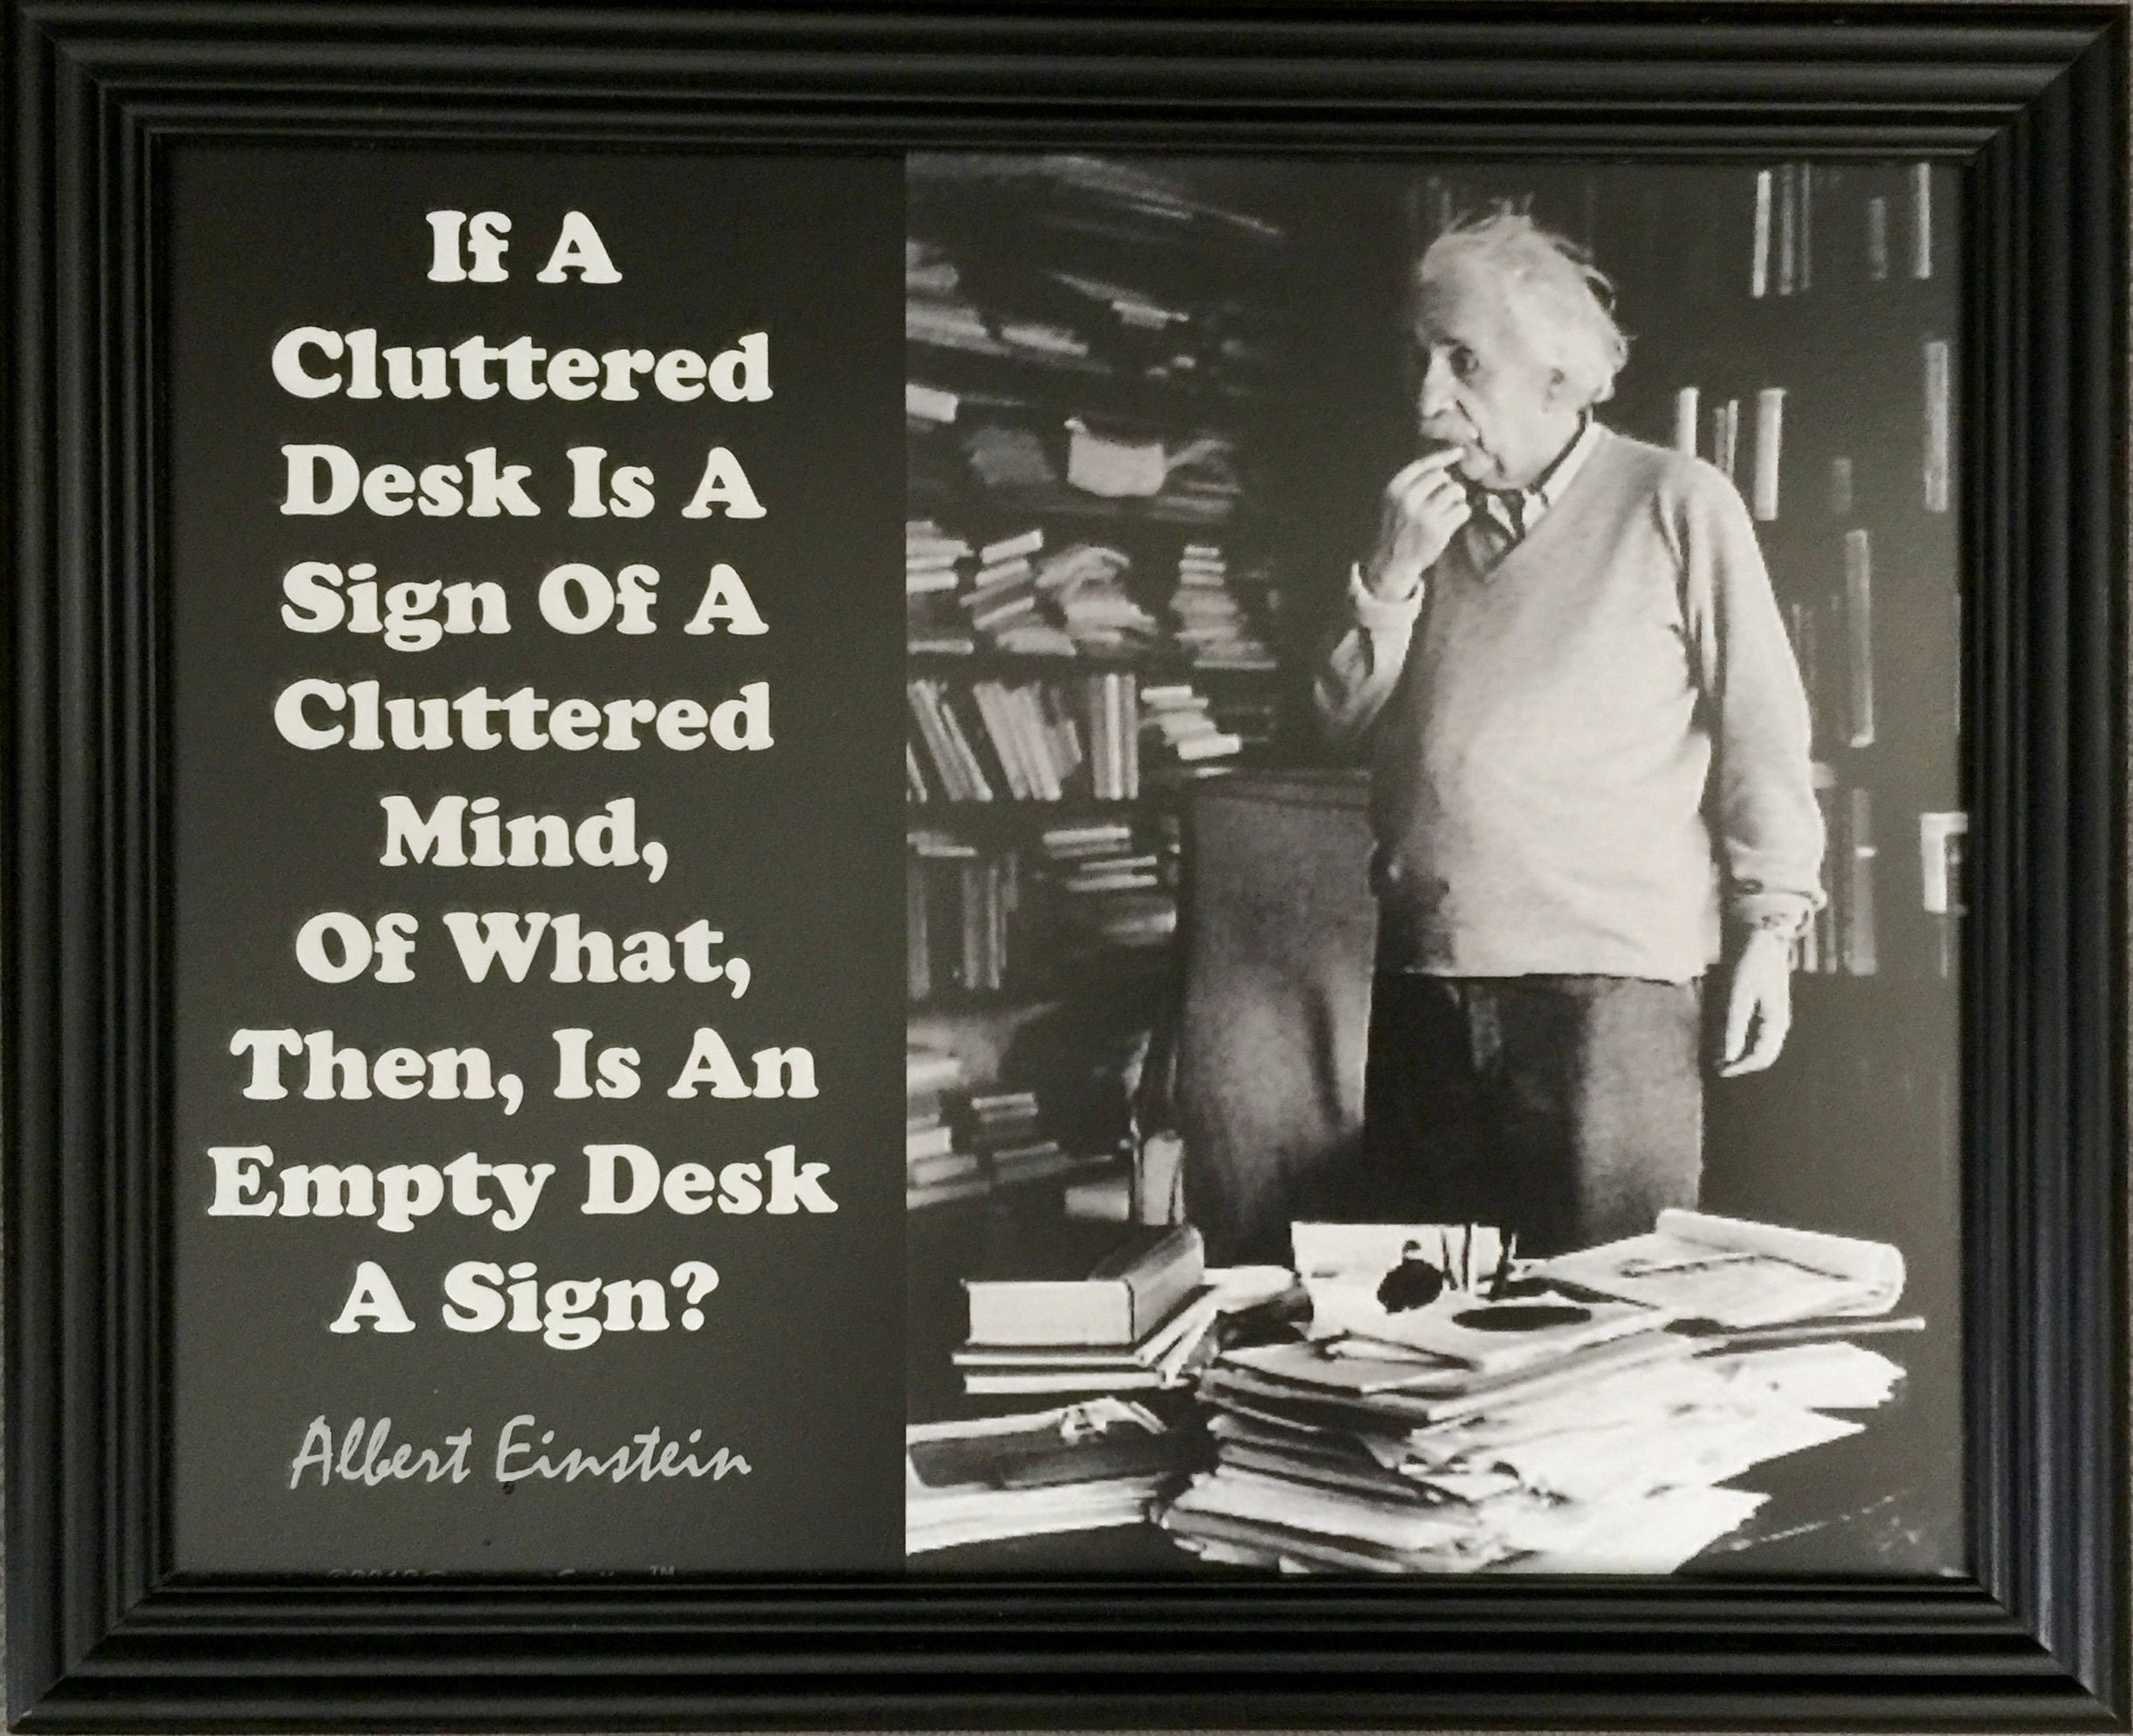 If A
Cluttered
Desk Is A
Sign Of A
Cluttered
Mind,
Of What,
Then, Is An
Empty Desk
A Sign?
Albert Einstein